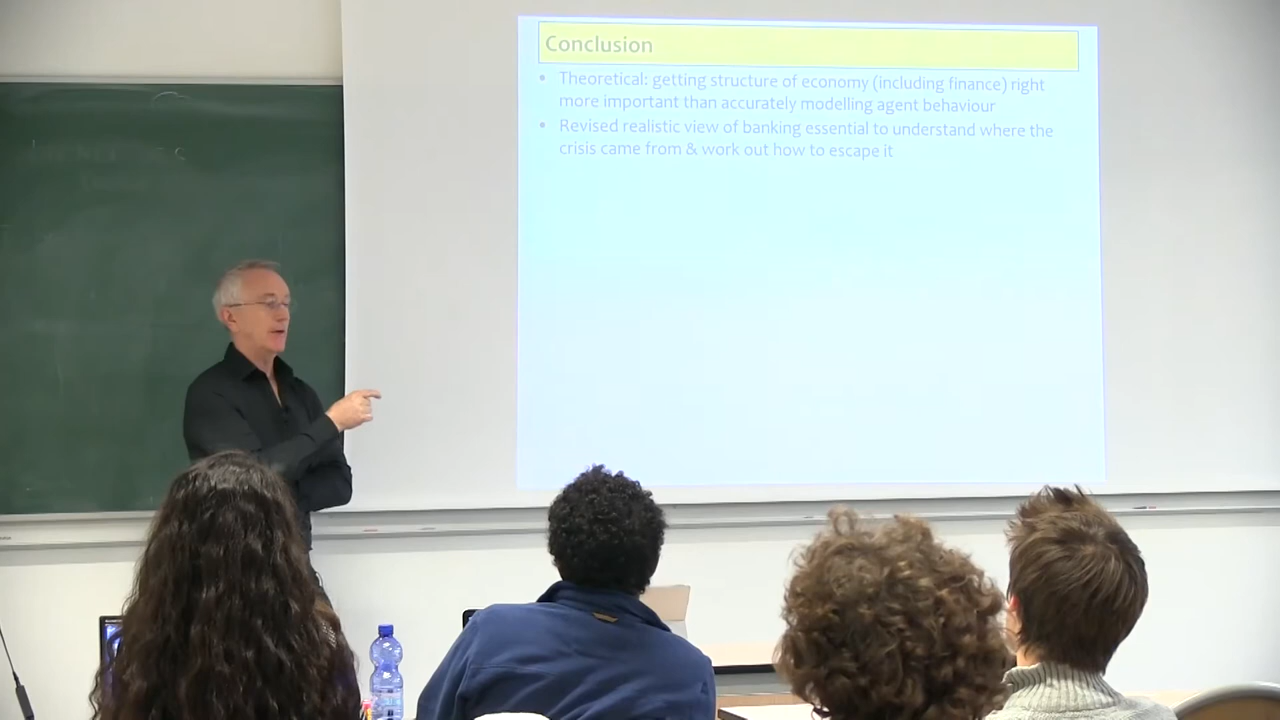 Conclusion
• Theoretical: getting structure of economy (including finance) right
more important than accurately modelling agent behaviour
• Revised realistic view of banking essential to understand where the
crisis came from & work out how to escape it